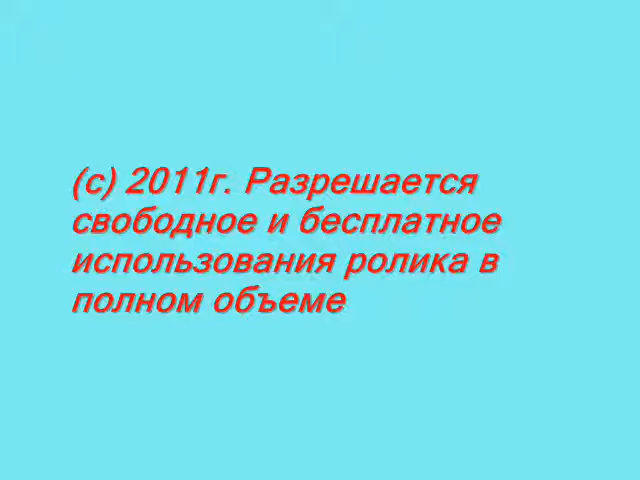 (с) 2011г. Разрешается
свободное и бесплатное
использования ролика в
полном объеме